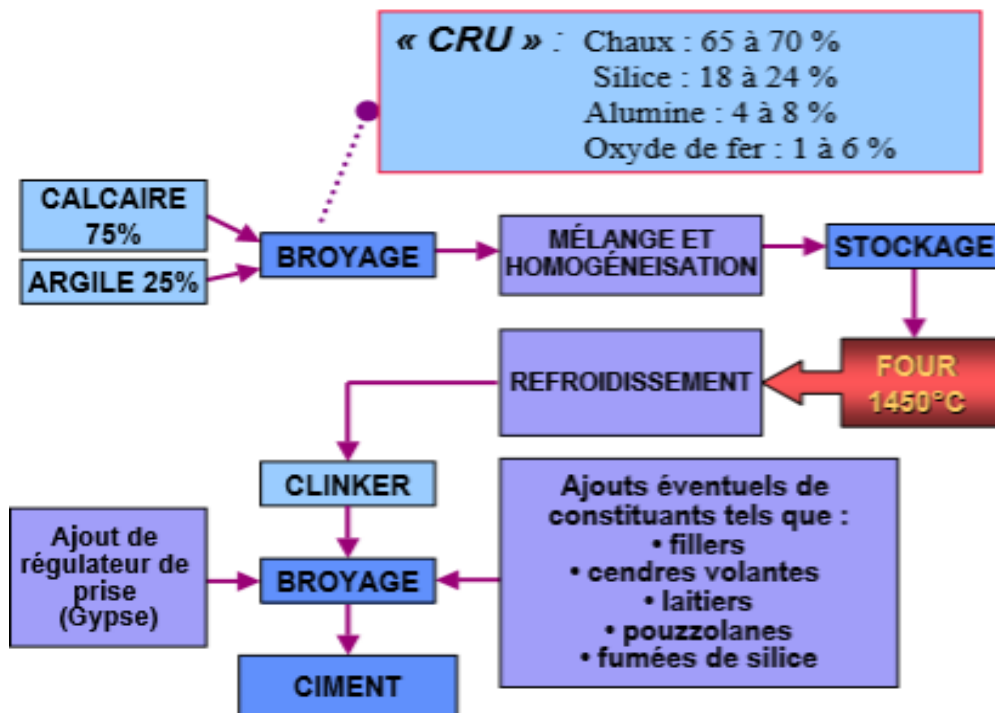 « CRU » : Chaux : 65 à 70 %
Silice : 18 à 24 %
Alumine : 4 à 8 %
Oxyde de fer : 1 à 6 %
CALCAIRE
75%
ARGILE 25%
BROYAGE
MÉLANGE ET
HOMOGÉNEISATION
STOCKAGE
FOUR
1450°C
REFROIDISSEMENT
CLINKER
Ajout de
régulateur de
prise
(Gypse)
BROYAGE
Ajouts éventuels de
constituants tels que :
• fillers
• cendres volantes
• laitiers
• pouzzolanes
• fumées de silice
CIMENT